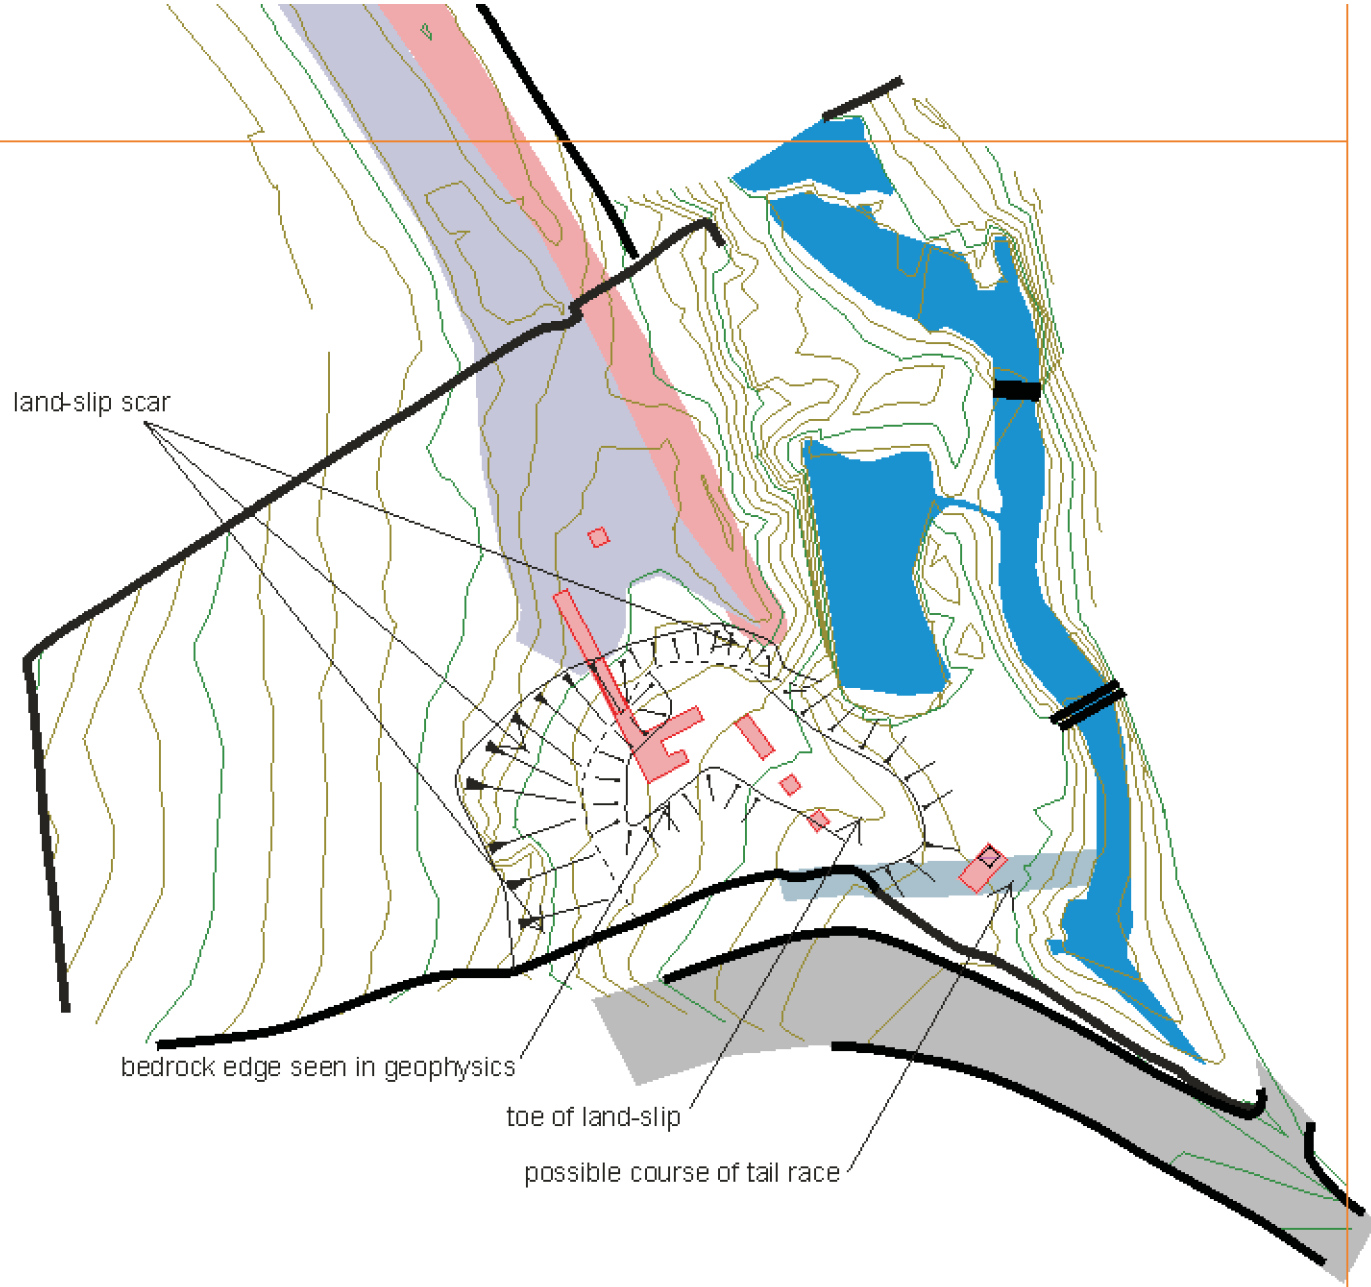 land-slip scar
bedrock edge seen in geophysics
toe of land-slip
possible course of tail race